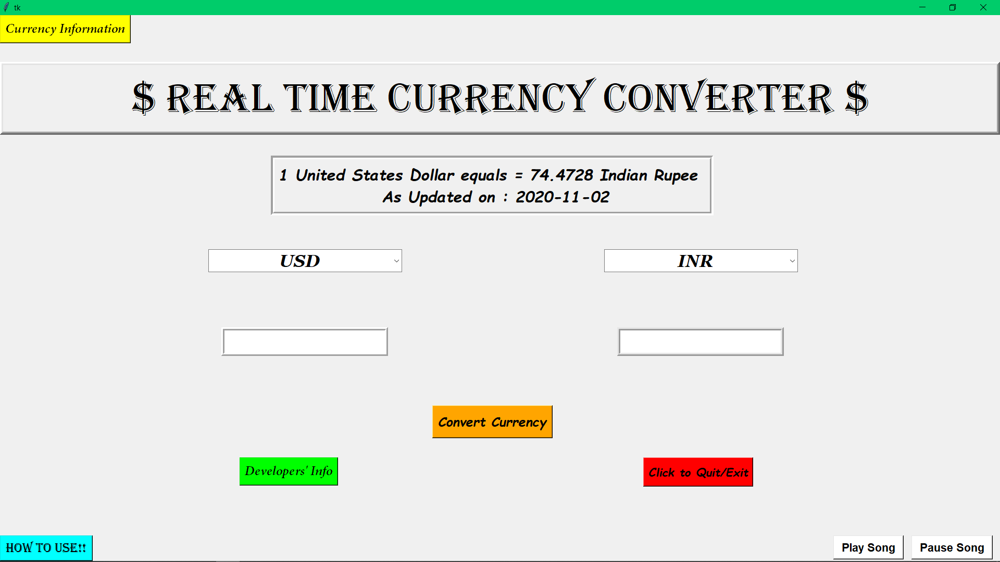 tk
Currency Information
$ REAL TIME CURRENCY CONVERTER $
1 United States Dollar equals = 74.4728 Indian Rupee
As Updated on : 2020-11-02
USD
INR
Convert Currency
Developers' Info
Click to Quit/Exit
HOW TO USE!!
Play Song
Pause Song